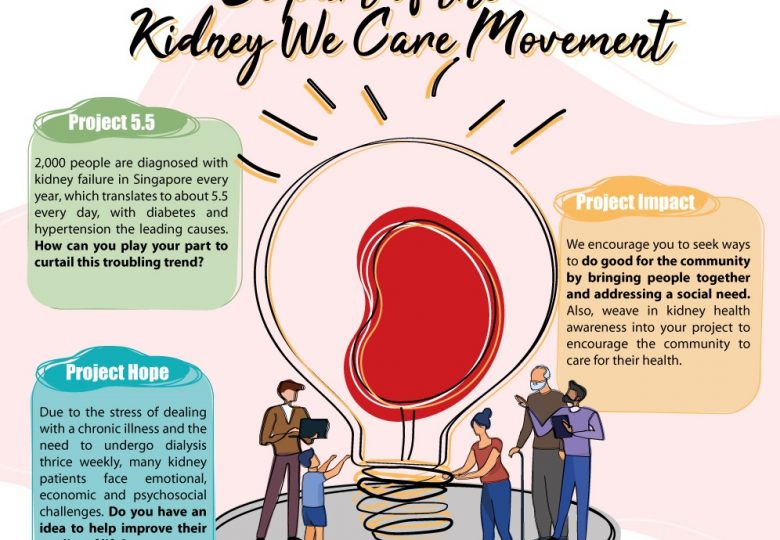 of the
Kidney We Care Movement
Project 5.5
2,000 people are diagnosed with
kidney failure in Singapore every
year, which translates to about 5.5
every day, with diabetes and
hypertension the leading causes.
How can you play your part to
curtail this troubling trend?
Project Impact
We encourage you to seek ways
to do good for the community
by bringing people together
and addressing a social need.
Also, weave in kidney health
awareness into your project to
encourage the community to
care for their health.
Project Hope
Due to the stress of dealing
with a chronic illness and the
need to undergo dialysis
thrice weekly, many kidney
patients face emotional,
economic and psychosocial
challenges. Do you have an
idea to help improve their